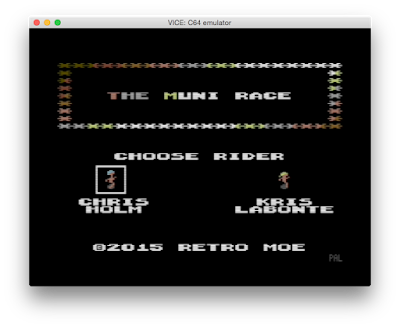 VICE: C64 emulator
THE MUNI RACE
CHOOSE RIDER
CHRIS HOLM
KRIS LABONTE
©2015 RETRO MOE
PAL